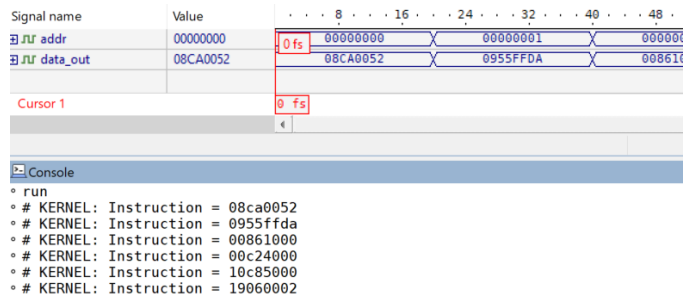 Signal name Value 8 16 24 32 40 48
addr 00000000 00000000 00000001 000000
data_out 08CA0052 08CA0052 0955FFDA 008610
0 fs
Cursor 1 0 fs
Console
run
# KERNEL: Instruction = 08ca0052
# KERNEL: Instruction = 0955ffda
# KERNEL: Instruction = 00861000
# KERNEL: Instruction = 00c24000
# KERNEL: Instruction = 10c85000
# KERNEL: Instruction = 19060002